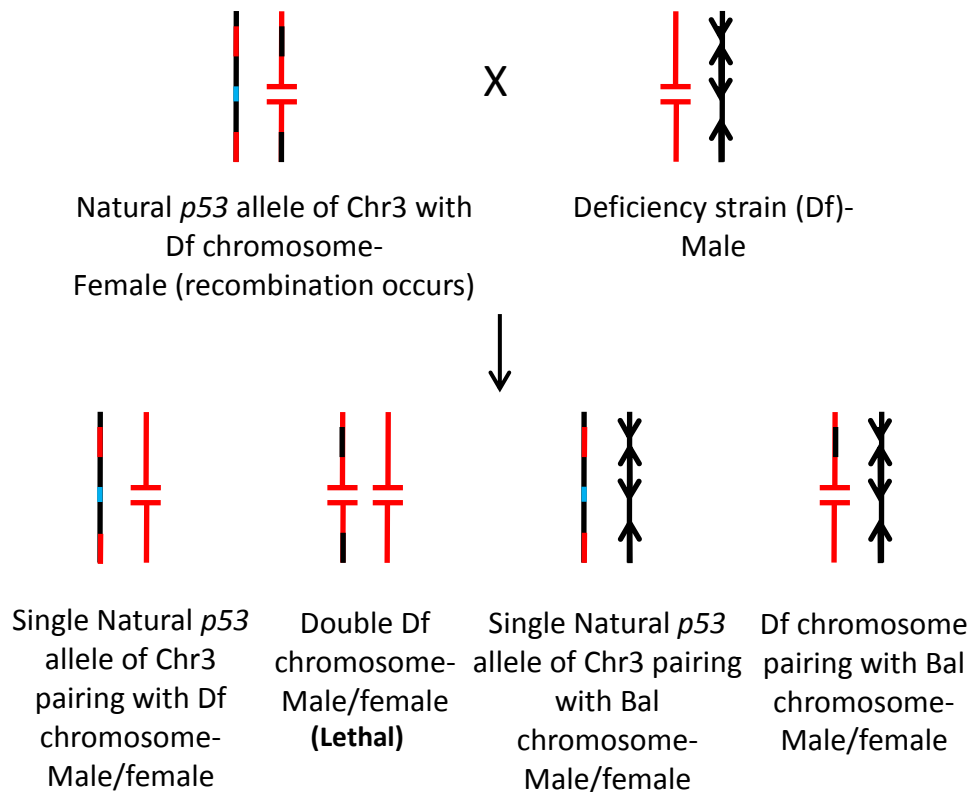 X
Natural p53 allele of Chr3 with
Df chromosome-
Female (recombination occurs)
Deficiency strain (Df)-
Male
Single Natural p53
allele of Chr3
pairing with Df
chromosome-
Male/female
Double Df
chromosome-
Male/female
(Lethal)
Single Natural p53
allele of Chr3 pairing
with Bal
chromosome-
Male/female
Df chromosome
pairing with Bal
chromosome-
Male/female